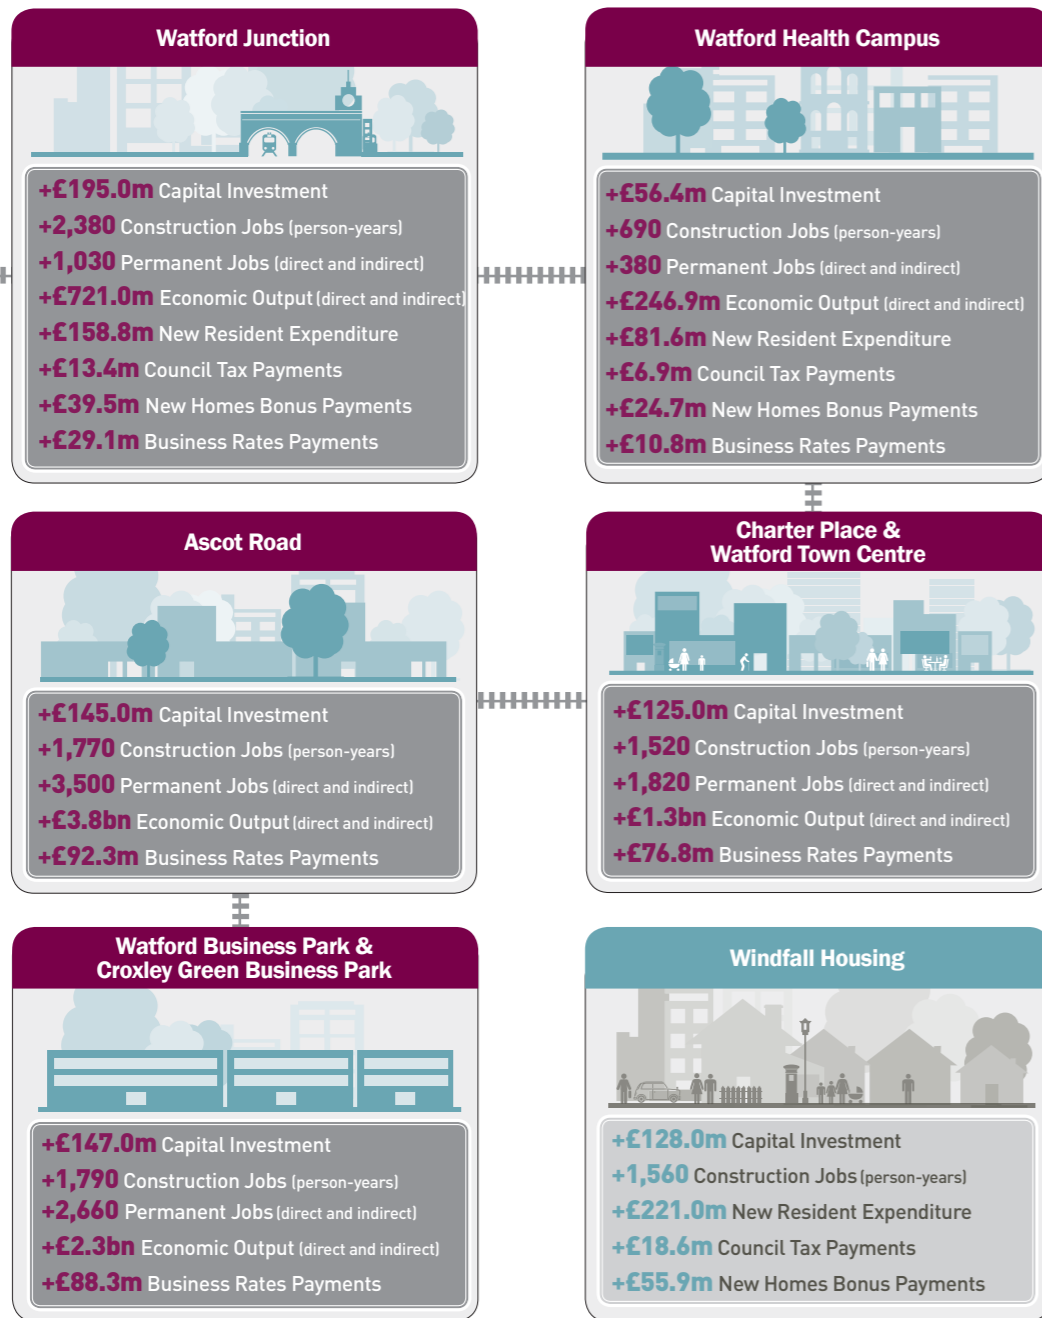 Watford Junction
+£195.0m Capital Investment
+2,380 Construction Jobs (person-years)
+1,030 Permanent Jobs (direct and indirect)
+£721.0m Economic Output (direct and indirect)
+£158.8m New Resident Expenditure
+£13.4m Council Tax Payments
+£39.5m New Homes Bonus Payments
+£29.1m Business Rates Payments
Watford Health Campus
+£56.4m Capital Investment
+690 Construction Jobs (person-years)
+380 Permanent Jobs (direct and indirect)
+£246.9m Economic Output (direct and indirect)
+£81.6m New Resident Expenditure
+£6.9m Council Tax Payments
+£24.7m New Homes Bonus Payments
+£10.8m Business Rates Payments
Ascot Road
+£145.0m Capital Investment
+1,770 Construction Jobs (person-years)
+3,500 Permanent Jobs (direct and indirect)
+£3.8bn Economic Output (direct and indirect)
+£92.3m Business Rates Payments
Charter Place &
Watford Town Centre
+£125.0m Capital Investment
+1,520 Construction Jobs (person-years)
+1,820 Permanent Jobs (direct and indirect)
+£1.3bn Economic Output (direct and indirect)
+£76.8m Business Rates Payments
Watford Business Park &
Croxley Green Business Park
+£147.0m Capital Investment
+1,790 Construction Jobs (person-years)
+2,660 Permanent Jobs (direct and indirect)
+£2.3bn Economic Output (direct and indirect)
+£88.3m Business Rates Payments
Windfall Housing
+£128.0m Capital Investment
+1,560 Construction Jobs (person-years)
+£221.0m New Resident Expenditure
+£18.6m Council Tax Payments
+£55.9m New Homes Bonus Payments